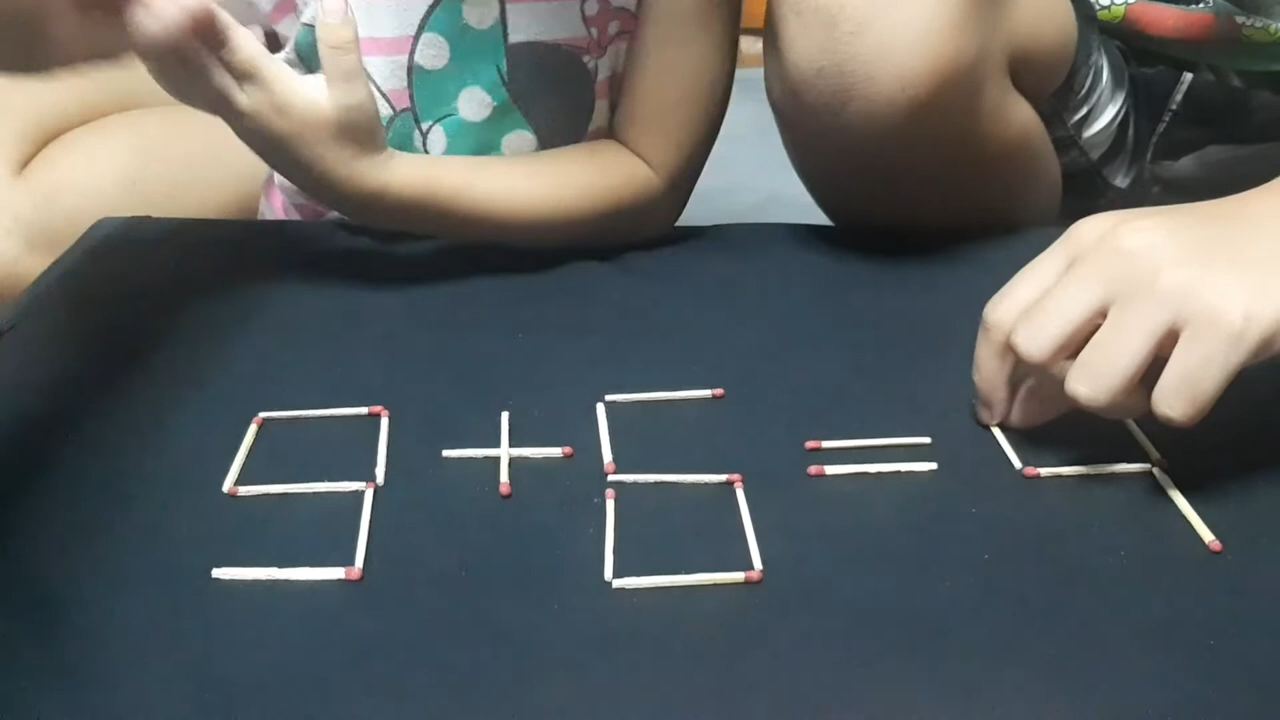 9 + 6 =